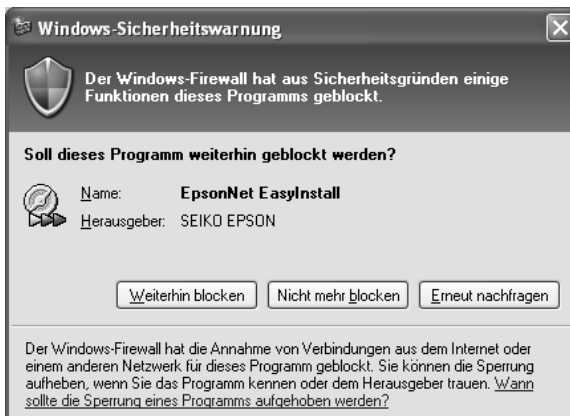 Windows-Sicherheitswarnung
Der Windows-Firewall hat aus Sicherheitsgründen einige
Funktionen dieses Programms geblockt.
Soll dieses Programm weiterhin geblockt werden?
Name: EpsonNet EasyInstall
Herausgeber: SEIKO EPSON
Weiterhin blocken Nicht mehr blocken Erneut nachfragen
Der Windows-Firewall hat die Annahme von Verbindungen aus dem Internet oder
einem anderen Netzwerk für dieses Programm geblockt. Sie können die Sperrung
aufheben, wenn Sie das Programm kennen oder dem Herausgeber trauen. Wann
sollte die Sperrung eines Programms aufgehoben werden?